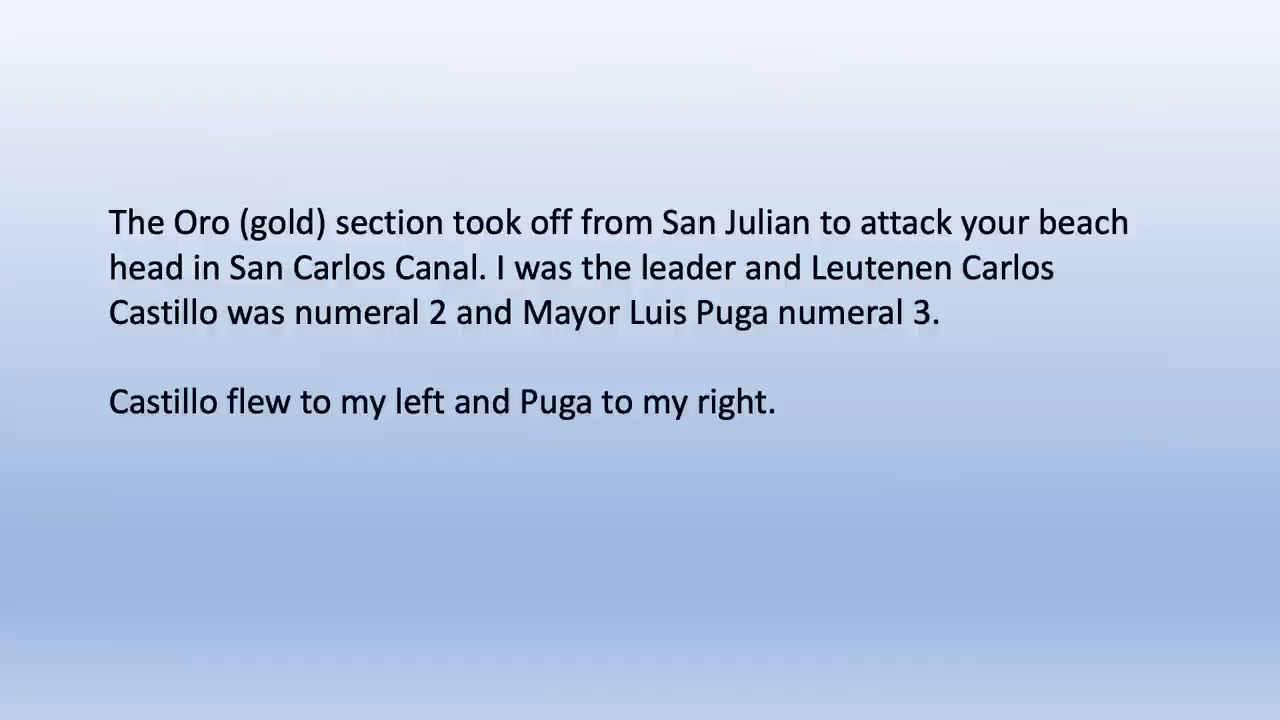 The Oro (gold) section took off from San Julian to attack your beach
head in San Carlos Canal. I was the leader and Leutenen Carlos
Castillo was numeral 2 and Mayor Luis Puga numeral 3.
Castillo flew to my left and Puga to my right.